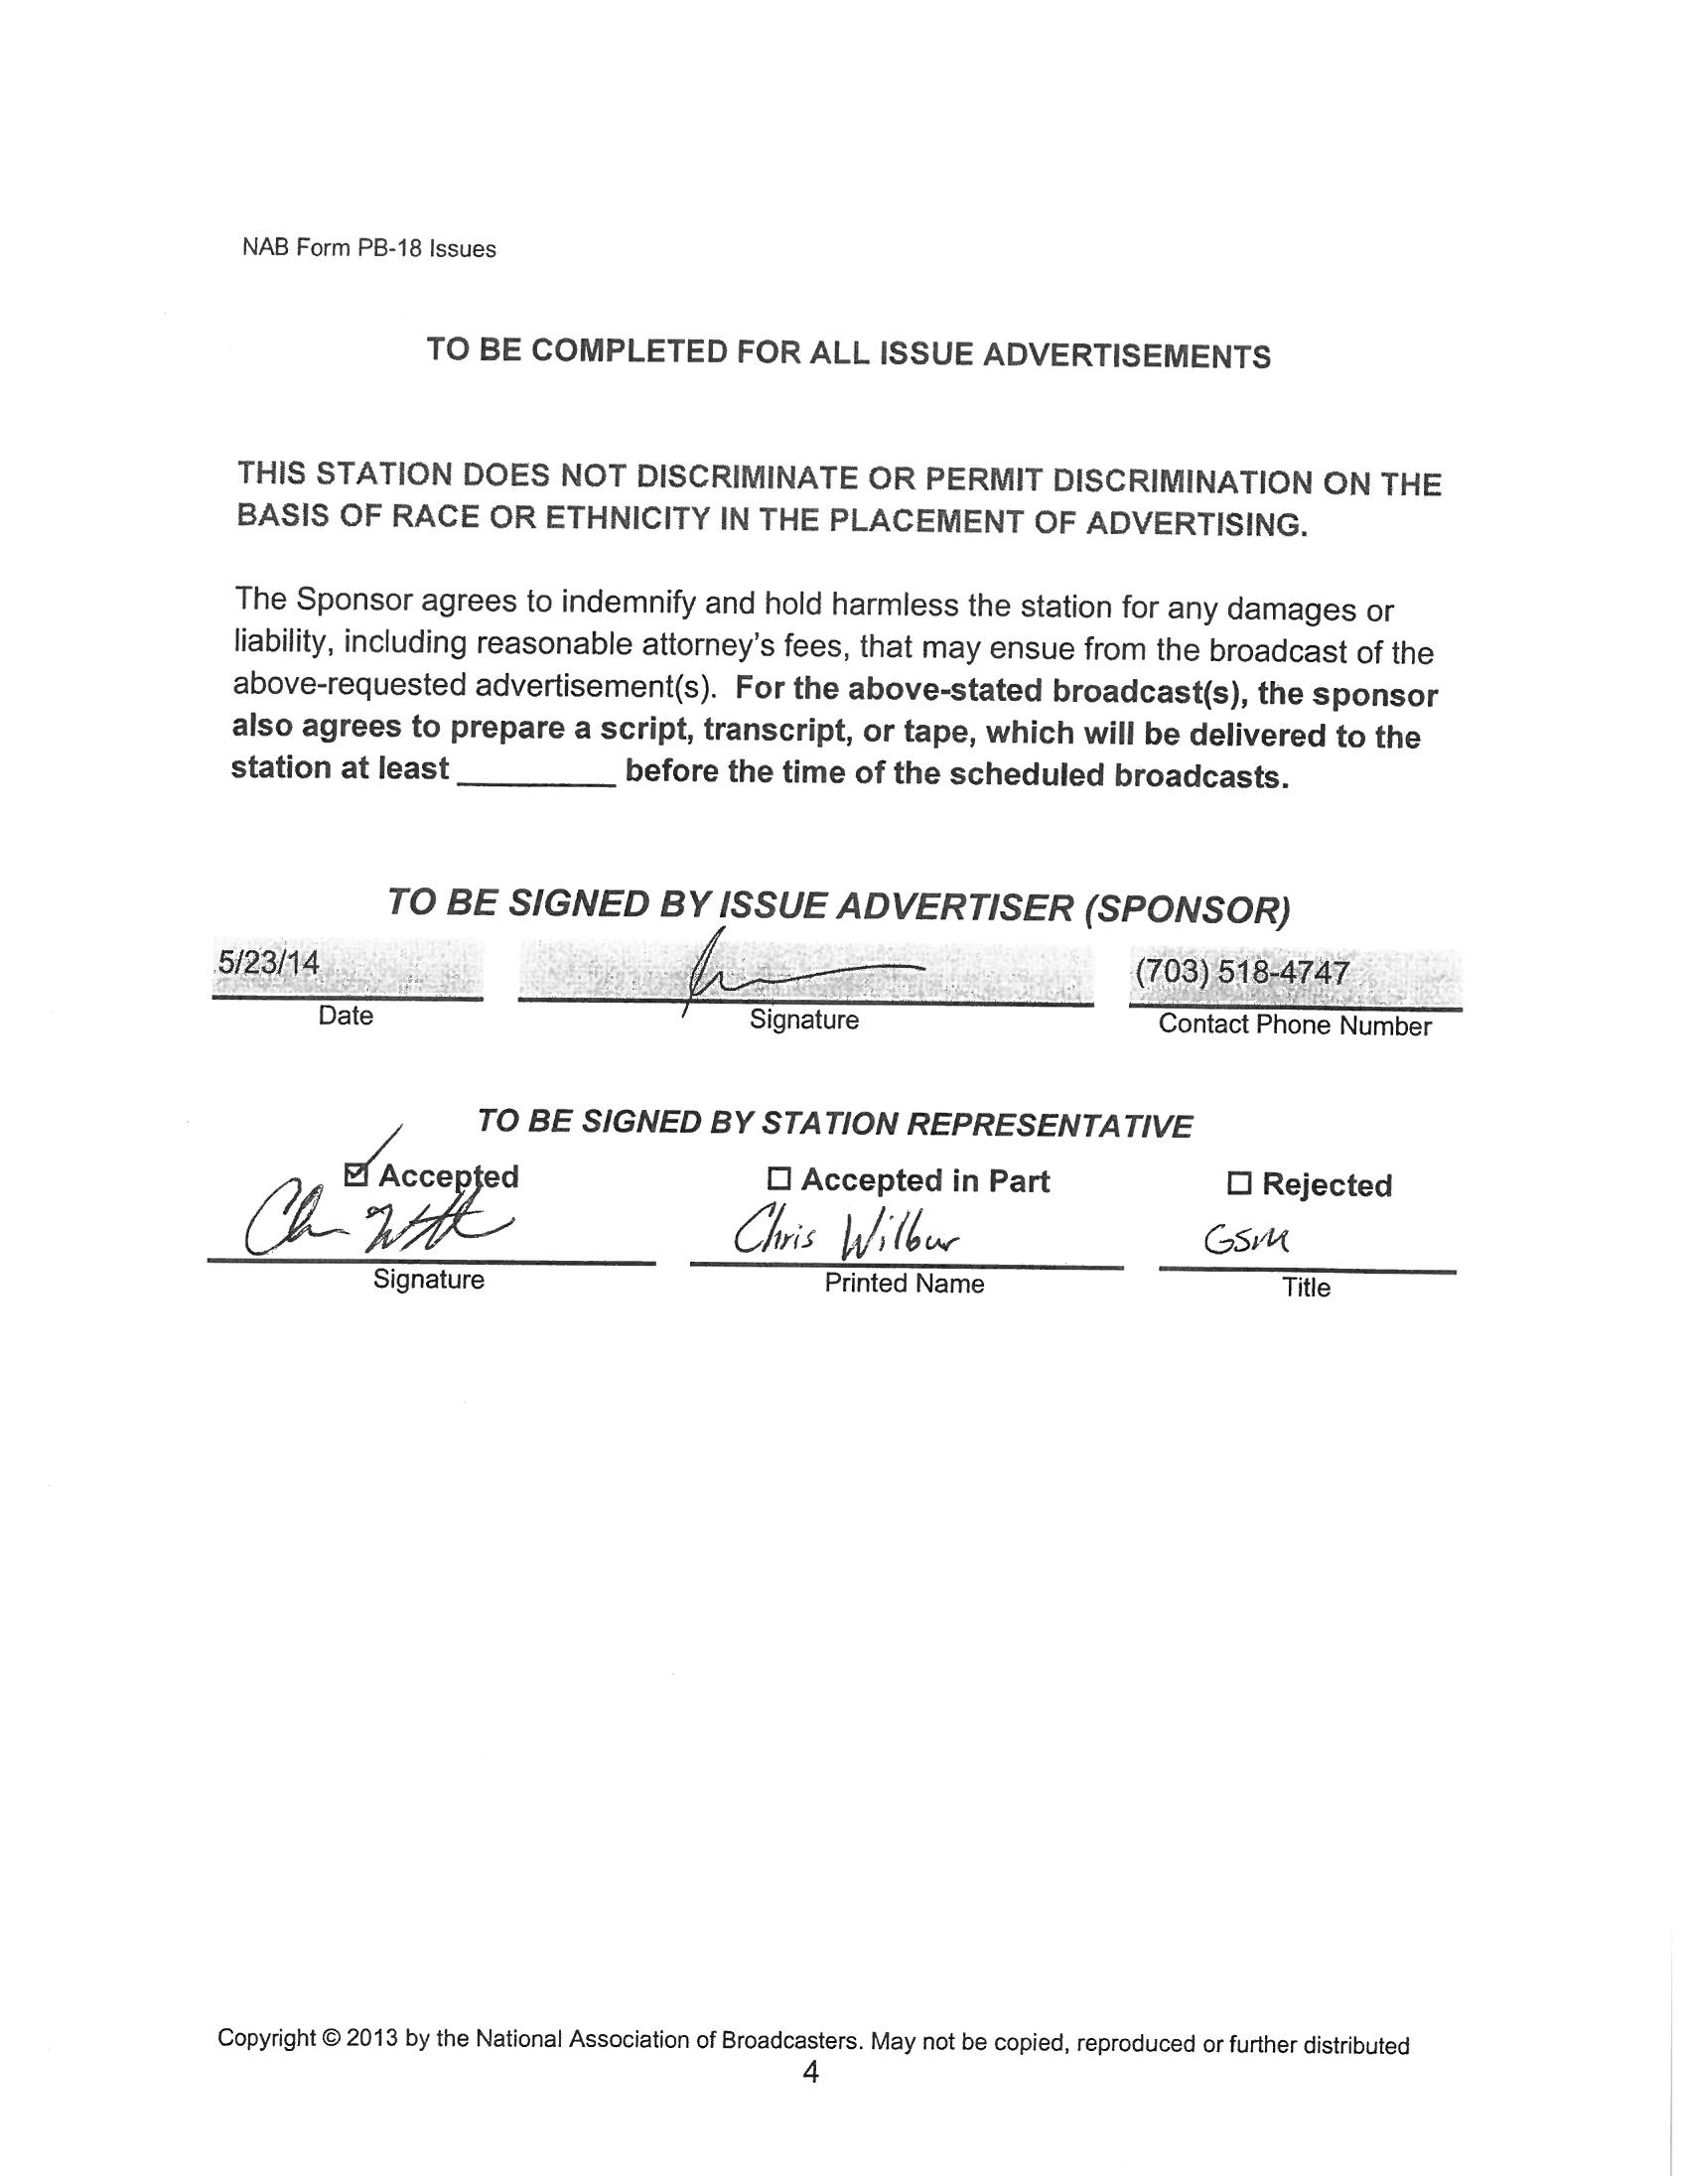 NAB Form PB-18 Issues
TO BE COMPLETED FOR ALL ISSUE ADVERTISEMENTS
THIS STATION DOES NOT DISCRIMINATE OR PERMIT DISCRIMINATION ON THE
BASIS OF RACE OR ETHNICITY IN THE PLACEMENT OF ADVERTISING.
The Sponsor agrees to indemnify and hold harmless the station for any damages or
liability, including reasonable attorney's fees, that may ensue from the broadcast of the
above-requested advertisement(s). For the above-stated broadcast(s), the sponsor
also agrees to prepare a script, transcript, or tape, which will be delivered to the
station at least _________ before the time of the scheduled broadcasts.
TO BE SIGNED BY ISSUE ADVERTISER (SPONSOR)
5/23/14 (703) 518-4747
Date Signature Contact Phone Number
TO BE SIGNED BY STATION REPRESENTATIVE
☑ Accepted ☐ Accepted in Part ☐ Rejected
Chris Wilbur GSM
Signature Printed Name Title
Copyright © 2013 by the National Association of Broadcasters. May not be copied, reproduced or further distributed
4